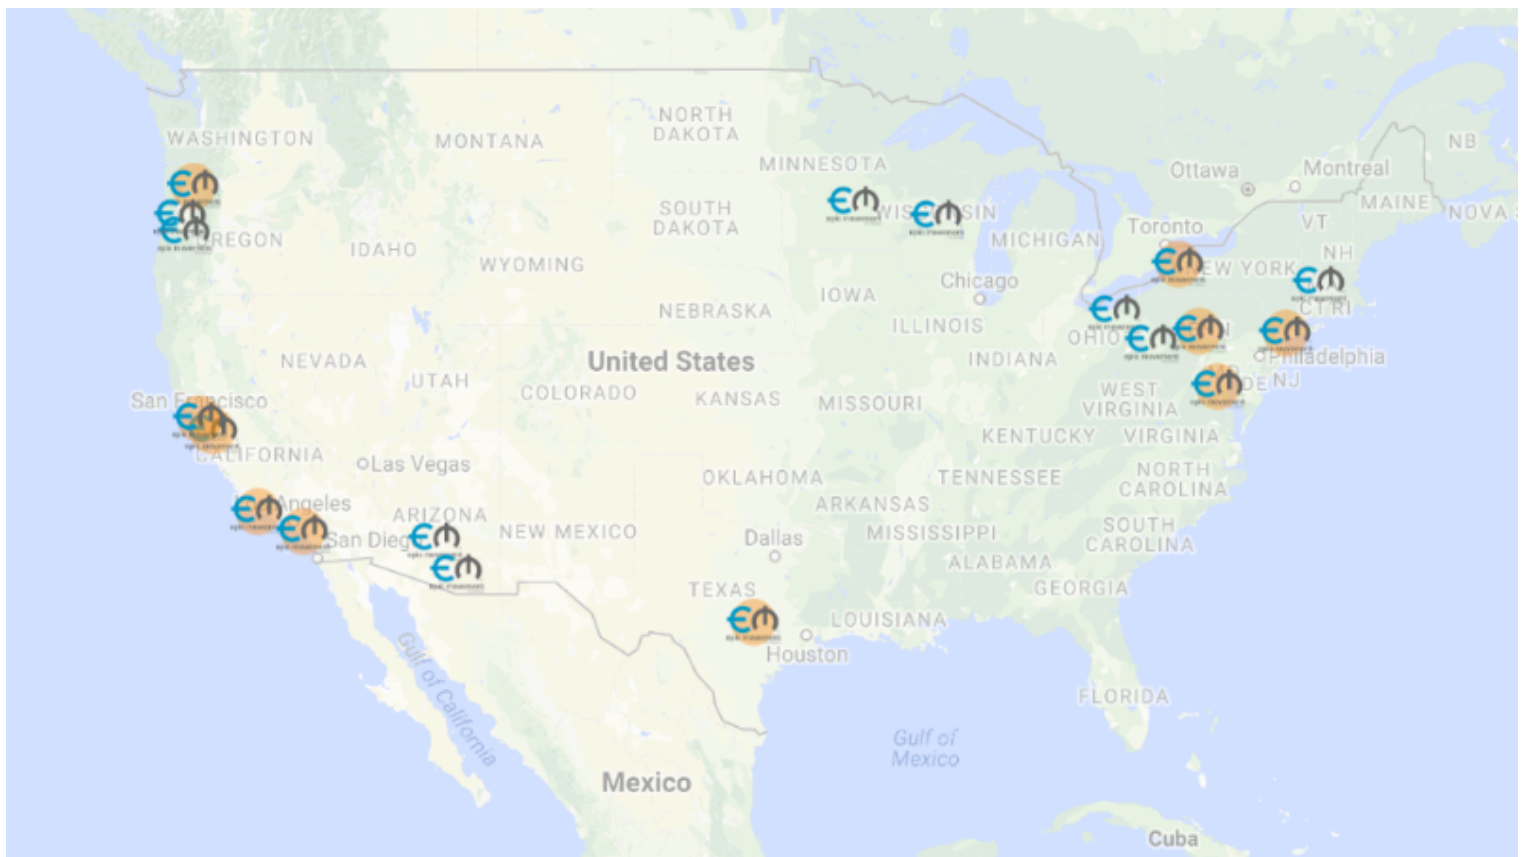 NORTH
DAKOTA
WASHINGTON
MONTANA
NB
MINNESOTA
Ottawa
Montreal
MAINE
NOVA
SOUTH
DAKOTA
VT
Toronto
IDAHO
MICHIGAN
NH
WYOMING
Chicago
IOWA
NEBRASKA
CT RI
ILLINOIS
OHIO
INDIANA
Philadelphia
NEVADA
United States
UTAH
COLORADO
KANSAS
MISSOURI
WEST
VIRGINIA
DE NJ
San Francisco
KENTUCKY
VIRGINIA
CALIFORNIA
Las Vegas
OKLAHOMA
TENNESSEE
NORTH
CAROLINA
Angeles
ARIZONA
NEW MEXICO
ARKANSAS
MISSISSIPPI
SOUTH
CAROLINA
San Dieg
Dallas
ALABAMA
TEXAS
GEORGIA
LOUISIANA
Houston
Gulf of California
FLORIDA
Gulf of
Mexico
Mexico
Cuba